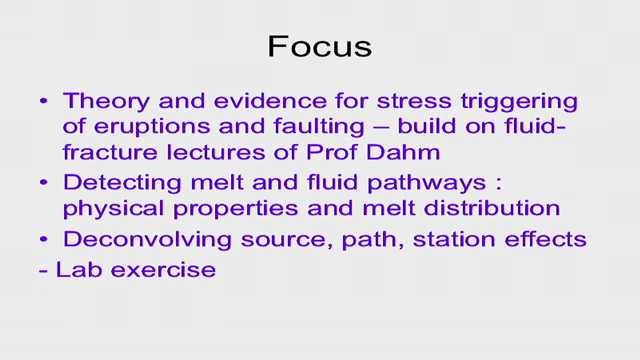 Focus
• Theory and evidence for stress triggering
of eruptions and faulting – build on fluid-
fracture lectures of Prof Dahm
• Detecting melt and fluid pathways :
physical properties and melt distribution
• Deconvolving source, path, station effects
- Lab exercise